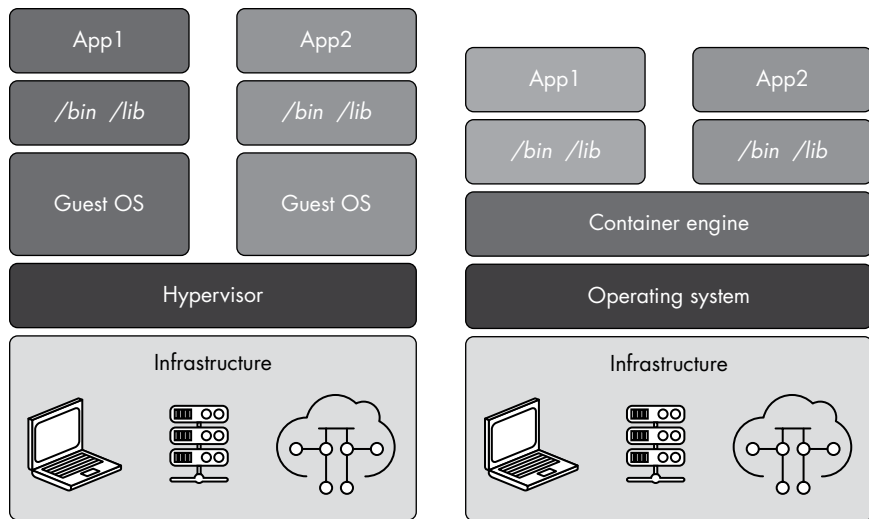 App1
App2
/bin /lib
/bin /lib
Guest OS
Guest OS
Hypervisor
Infrastructure
App1
App2
/bin /lib
/bin /lib
Container engine
Operating system
Infrastructure